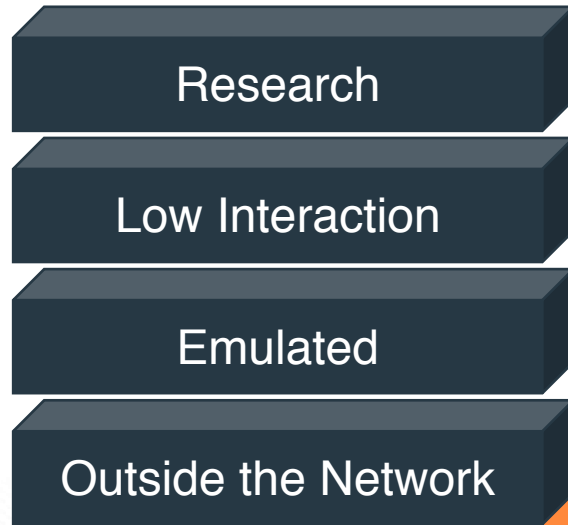 Research
Low Interaction
Emulated
Outside the Network